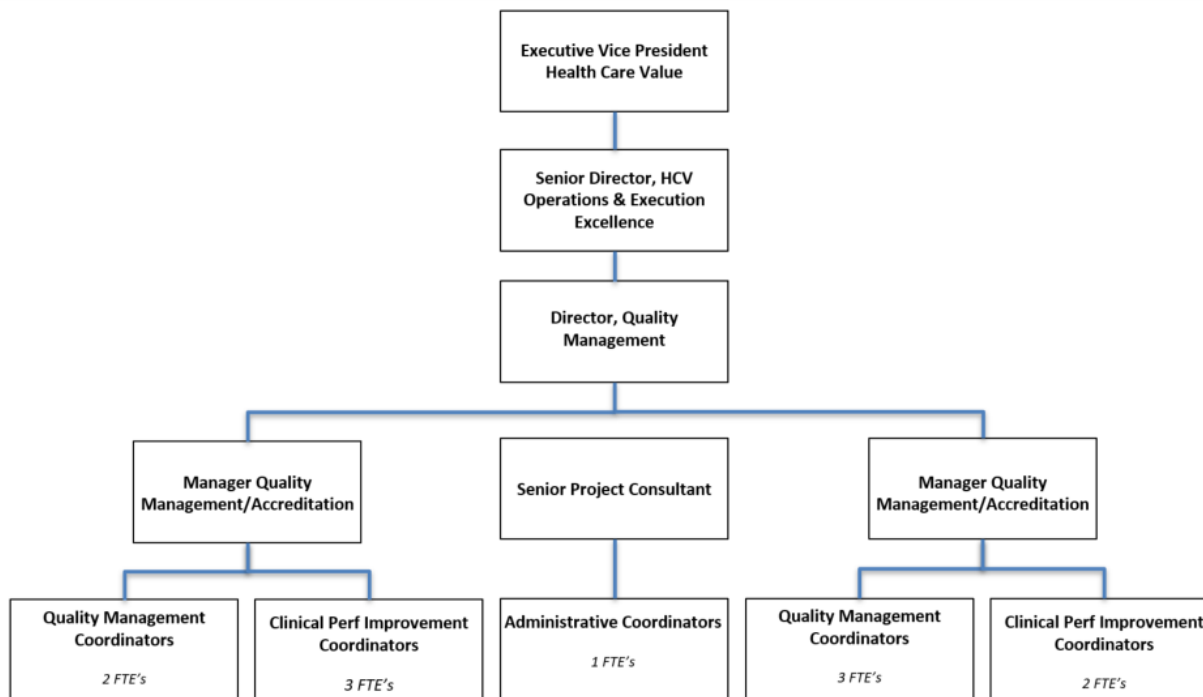 Executive Vice President
Health Care Value
Senior Director, HCV
Operations & Execution
Excellence
Director, Quality
Management
Manager Quality
Management/Accreditation
Senior Project Consultant
Manager Quality
Management/Accreditation
Quality Management
Coordinators
2 FTE's
Clinical Perf Improvement
Coordinators
3 FTE's
Administrative Coordinators
1 FTE's
Quality Management
Coordinators
3 FTE's
Clinical Perf Improvement
Coordinators
2 FTE's